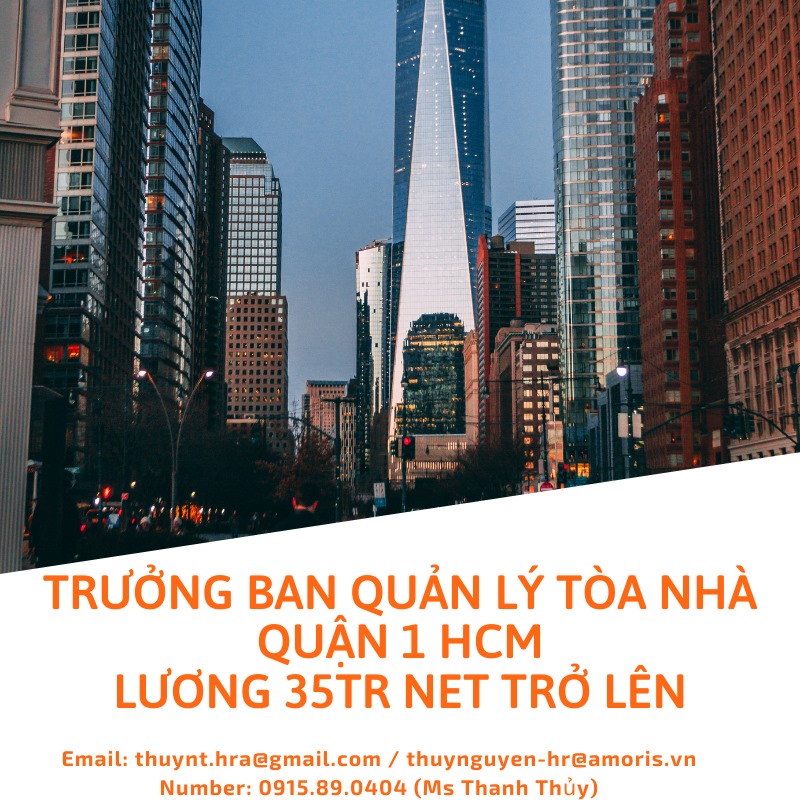 TRƯỞNG BAN QUẢN LÝ TÒA NHÀ
QUẬN 1 HCM
LƯƠNG 35TR NET TRỞ LÊN
Email: thuynt.hra@gmail.com / thuynguyen-hr@amoris.vn
Number: 0915.89.0404 (Ms Thanh Thủy)